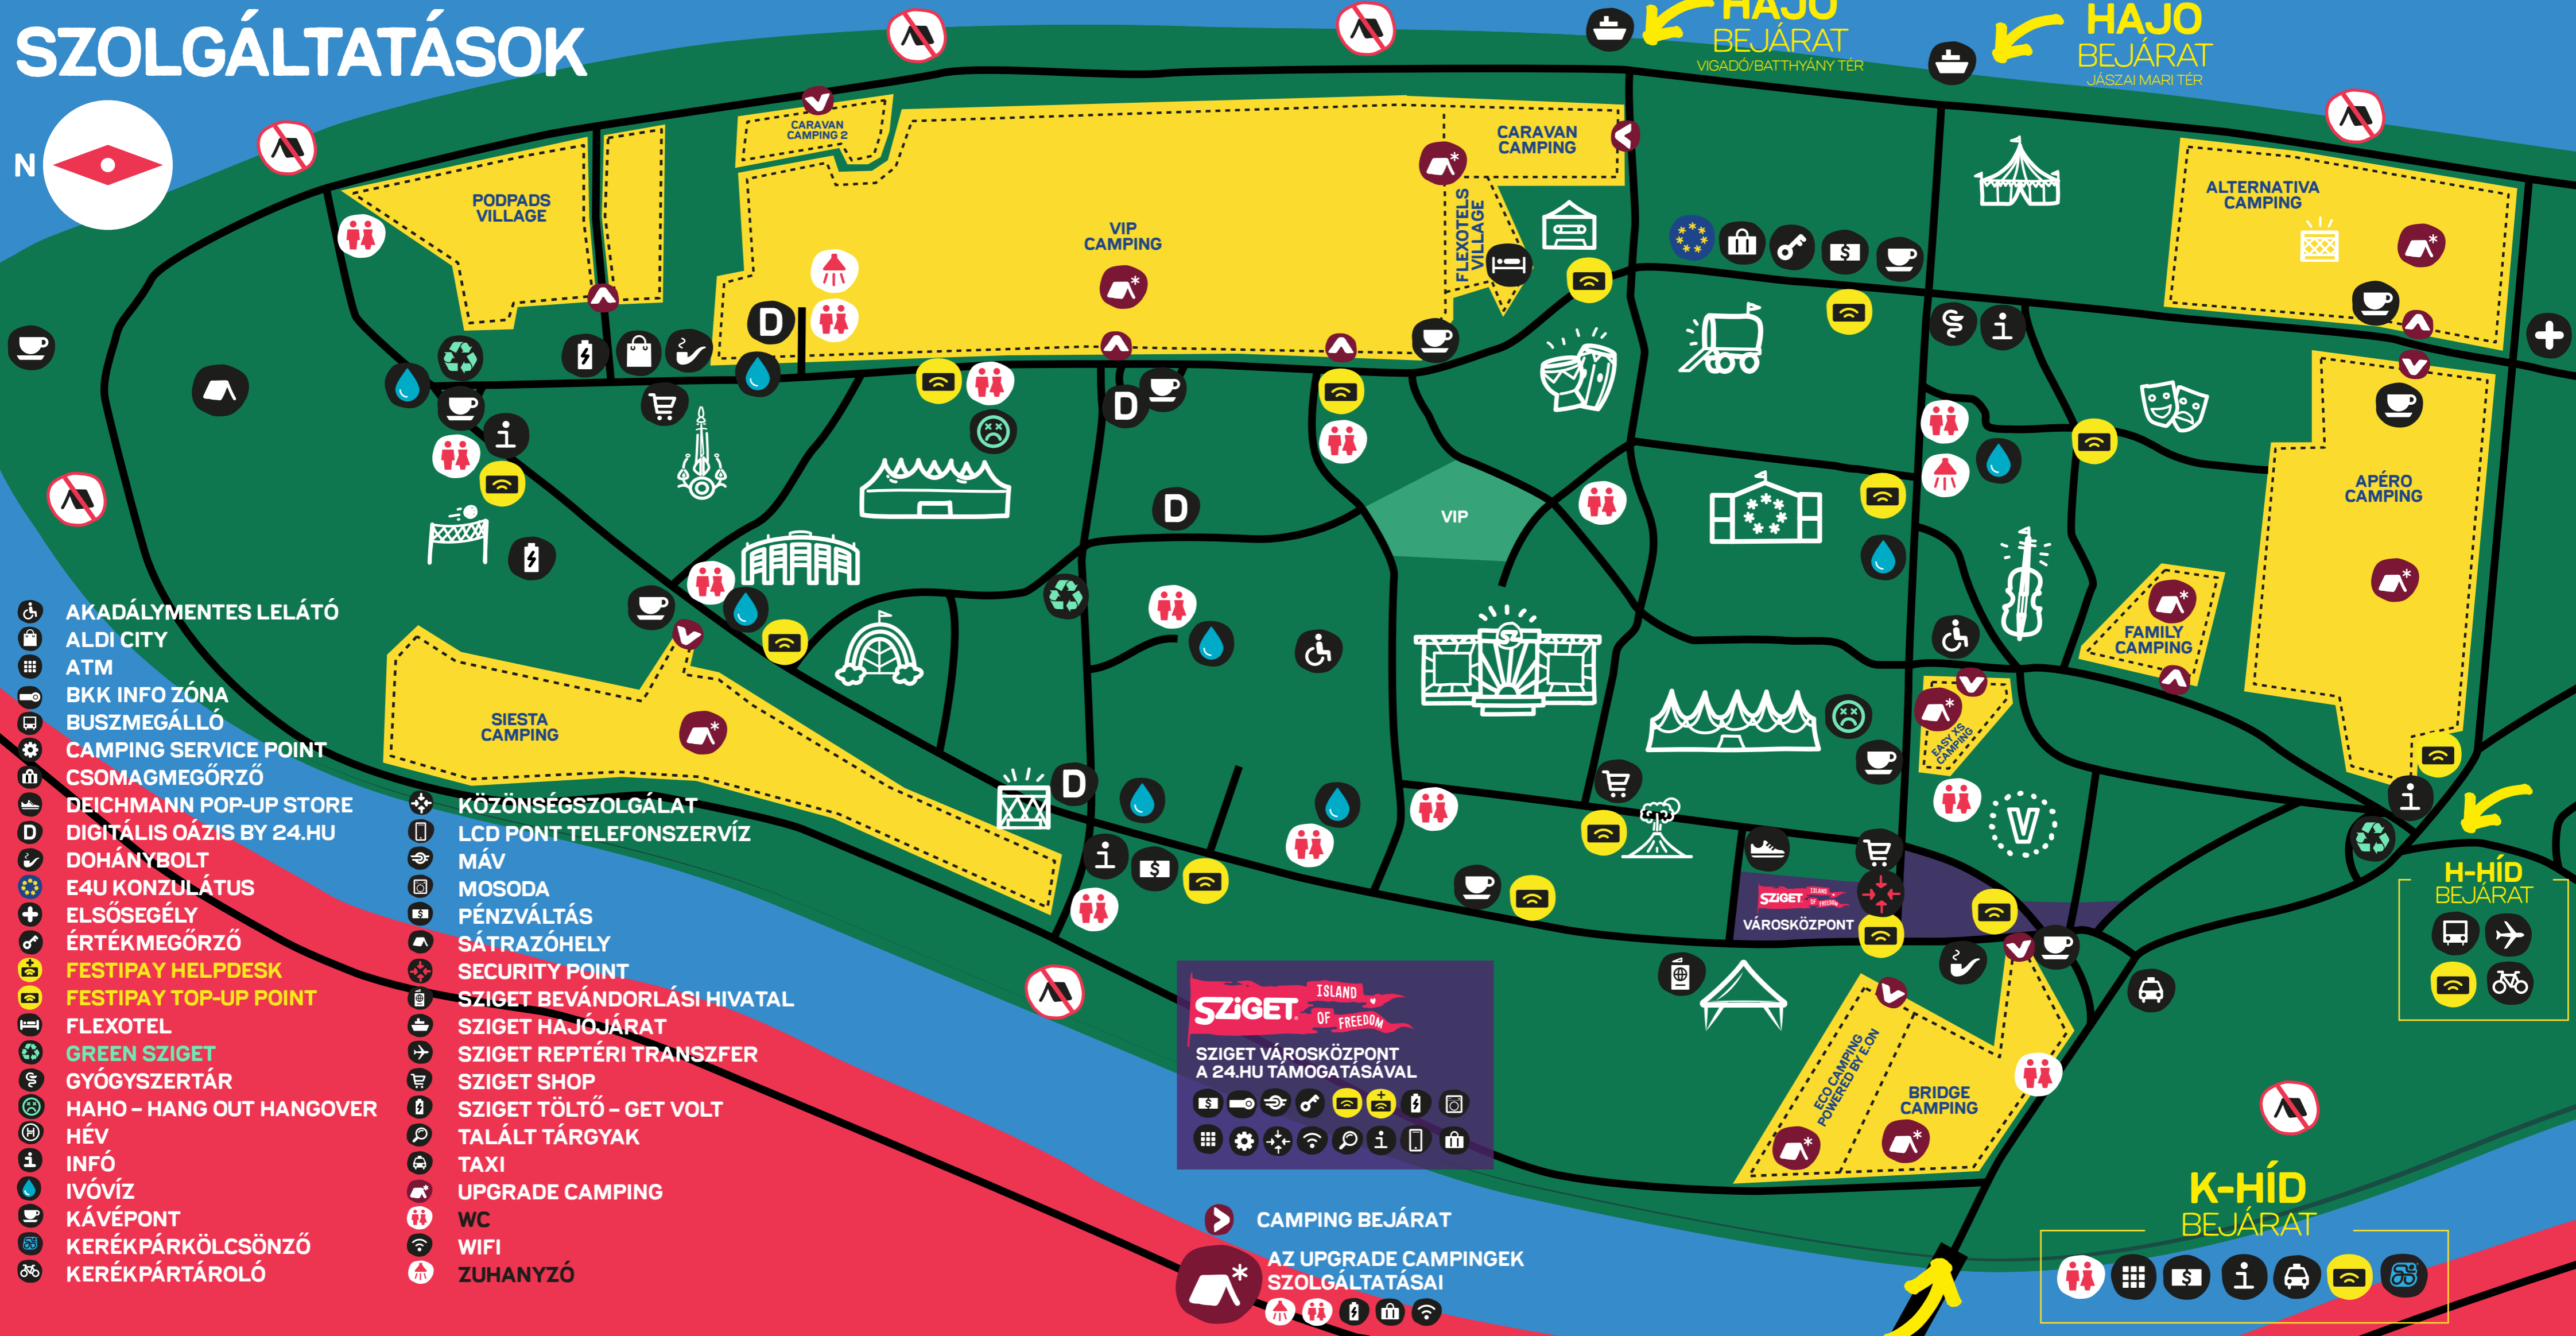 SZOLGÁLTATÁSOK
N
HAJÓ
BEJÁRAT
VIGADÓ/BATTHYÁNY TÉR
HAJÓ
BEJÁRAT
JÁSZAI MARI TÉR
PODPADS
VILLAGE
CARAVAN
CAMPING 2
VIP
CAMPING
CARAVAN
CAMPING
FLEXOTELS
VILLAGE
ALTERNATIVA
CAMPING
APÉRO
CAMPING
VIP
FAMILY
CAMPING
EASY XS
CAMPING
SIESTA
CAMPING
D
D
D
D
V
SZIGET ISLAND OF FREEDOM
VÁROSKÖZPONT
ECO CAMPING
POWERED BY E.ON
BRIDGE
CAMPING
H-HÍD
BEJÁRAT
K-HÍD
BEJÁRAT
AKADÁLYMENTES LELÁTÓ
ALDI CITY
ATM
BKK INFO ZÓNA
BUSZMEGÁLLÓ
CAMPING SERVICE POINT
CSOMAGMEGŐRZŐ
DEICHMANN POP-UP STORE
D DIGITÁLIS OÁZIS BY 24.HU
DOHÁNYBOLT
E4U KONZULÁTUS
ELSŐSEGÉLY
ÉRTÉKMEGŐRZŐ
FESTIPAY HELPDESK
FESTIPAY TOP-UP POINT
FLEXOTEL
GREEN SZIGET
GYÓGYSZERTÁR
HAHO – HANG OUT HANGOVER
HÉV
INFÓ
IVÓVÍZ
KÁVÉPONT
KERÉKPÁRKÖLCSÖNZŐ
KERÉKPÁRTÁROLÓ
KÖZÖNSÉGSZOLGÁLAT
LCD PONT TELEFONSZERVÍZ
MÁV
MOSODA
PÉNZVÁLTÁS
SÁTRAZÓHELY
SECURITY POINT
SZIGET BEVÁNDORLÁSI HIVATAL
SZIGET HAJÓJÁRAT
SZIGET REPTÉRI TRANSZFER
SZIGET SHOP
SZIGET TÖLTŐ – GET VOLT
TALÁLT TÁRGYAK
TAXI
UPGRADE CAMPING
WC
WIFI
ZUHANYZÓ
SZIGET ISLAND
OF FREEDOM
SZIGET VÁROSKÖZPONT
A 24.HU TÁMOGATÁSÁVAL
CAMPING BEJÁRAT
AZ UPGRADE CAMPINGEK
SZOLGÁLTATÁSAI